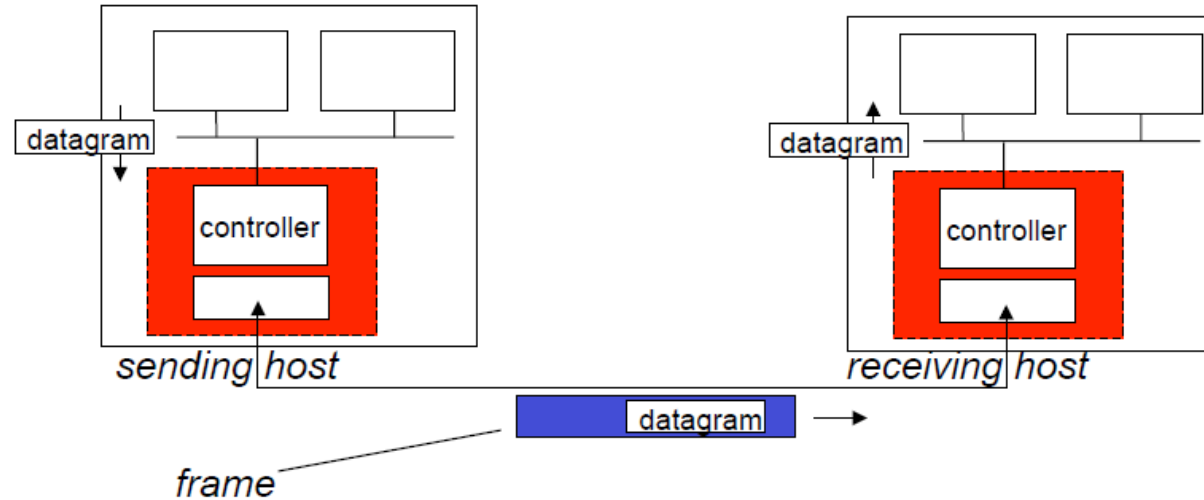 datagram
datagram
controller
controller
sending host
receiving host
datagram
frame